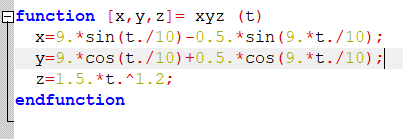 function [x,y,z]= xyz (t)
x=9.*sin(t./10)-0.5.*sin(9.*t./10);
y=9.*cos(t./10)+0.5.*cos(9.*t./10);
z=1.5.*t.^1.2;
endfunction